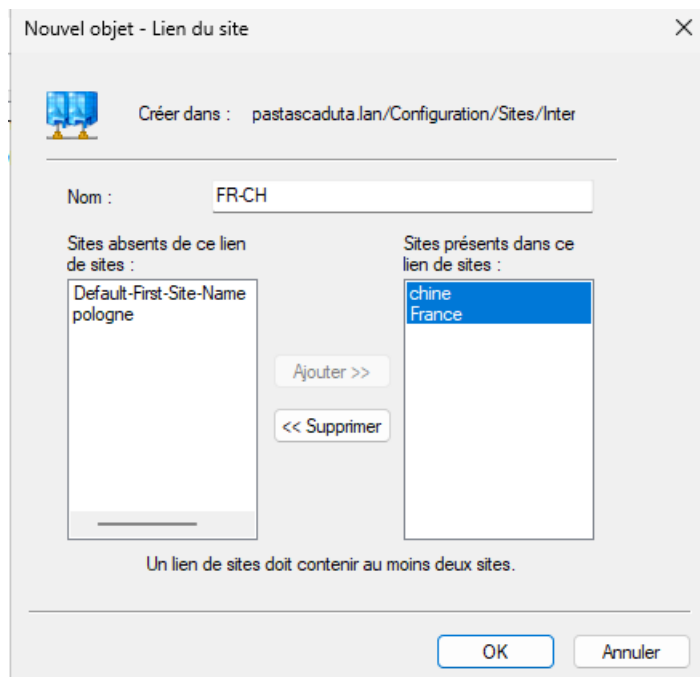 Nouvel objet - Lien du site
Créer dans : pastascaduta.lan/Configuration/Sites/Inter
Nom : FR-CH
Sites absents de ce lien
de sites :
Default-First-Site-Name
pologne
Ajouter >>
<< Supprimer
Sites présents dans ce
lien de sites :
chine
France
Un lien de sites doit contenir au moins deux sites.
OK
Annuler